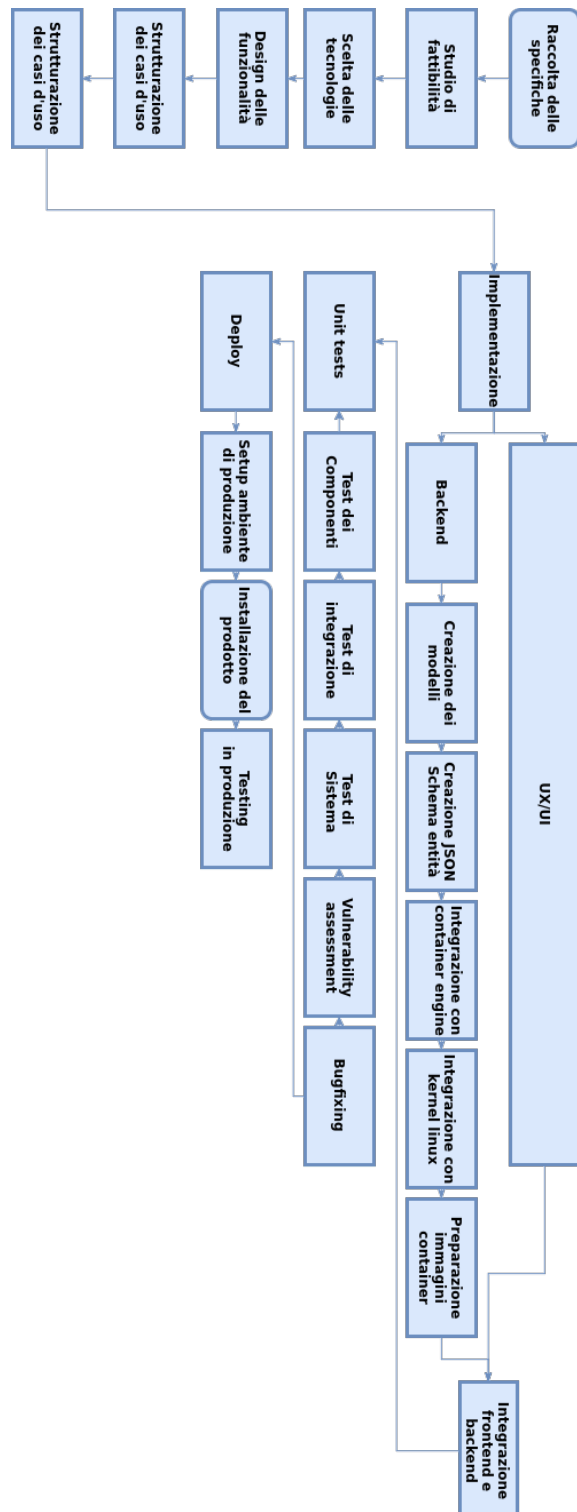 Raccolta delle
specifiche
Studio di
fattibilità
Scelta delle
tecnologie
Design delle
funzionalità
Strutturazione
dei casi d'uso
Strutturazione
dei casi d'uso
Implementazione
UX/UI
Backend
Creazione dei
modelli
Creazione JSON
Schema entità
Integrazione con
container engine
Integrazione con
kernel linux
Preparazione
immagini
container
Integrazione
frontend e
backend
Unit tests
Test dei
Componenti
Test di
integrazione
Test di
Sistema
Vulnerability
assessment
Bugfixing
Deploy
Setup ambiente
di produzione
Installazione del
prodotto
Testing
in produzione